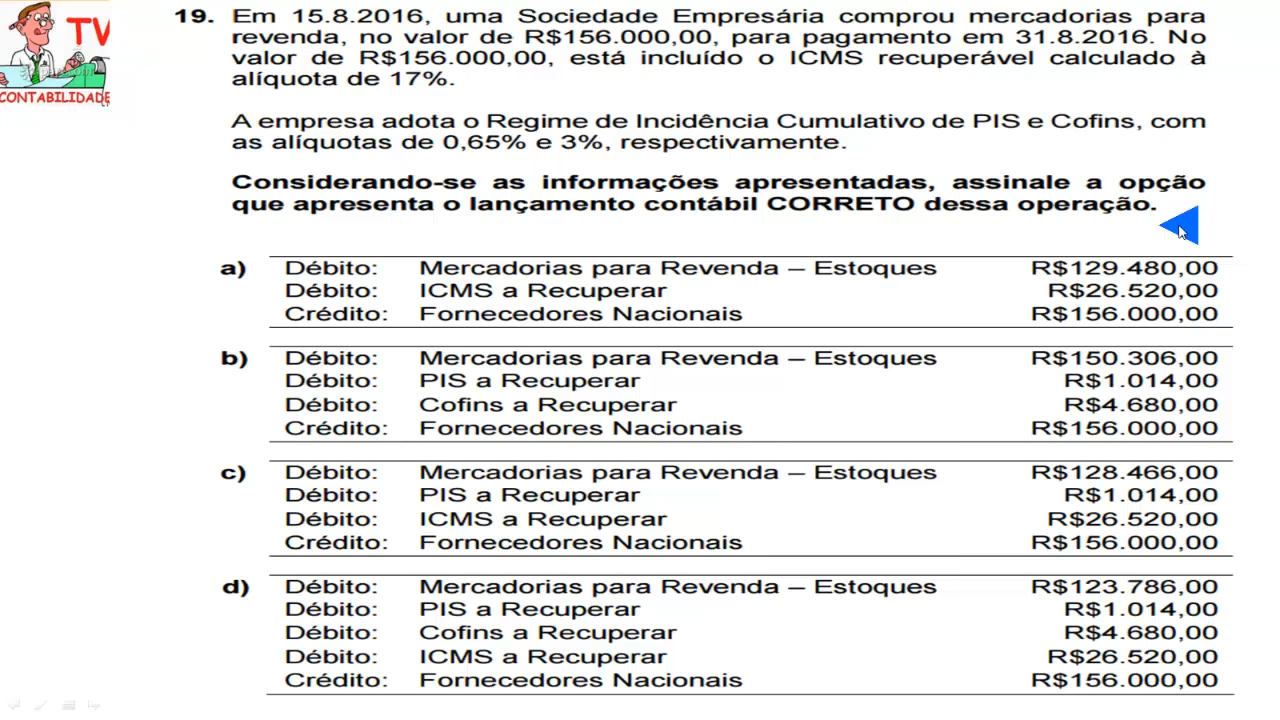 TV
CONTABILIDADE
19. Em 15.8.2016, uma Sociedade Empresária comprou mercadorias para
revenda, no valor de R$156.000,00, para pagamento em 31.8.2016. No
valor de R$156.000,00, está incluído o ICMS recuperável calculado à
alíquota de 17%.
A empresa adota o Regime de Incidência Cumulativo de PIS e Cofins, com
as alíquotas de 0,65% e 3%, respectivamente.
Considerando-se as informações apresentadas, assinale a opção
que apresenta o lançamento contábil CORRETO dessa operação.
a) Débito: Mercadorias para Revenda – Estoques R$129.480,00
Débito: ICMS a Recuperar R$26.520,00
Crédito: Fornecedores Nacionais R$156.000,00
b) Débito: Mercadorias para Revenda – Estoques R$150.306,00
Débito: PIS a Recuperar R$1.014,00
Débito: Cofins a Recuperar R$4.680,00
Crédito: Fornecedores Nacionais R$156.000,00
c) Débito: Mercadorias para Revenda – Estoques R$128.466,00
Débito: PIS a Recuperar R$1.014,00
Débito: ICMS a Recuperar R$26.520,00
Crédito: Fornecedores Nacionais R$156.000,00
d) Débito: Mercadorias para Revenda – Estoques R$123.786,00
Débito: PIS a Recuperar R$1.014,00
Débito: Cofins a Recuperar R$4.680,00
Débito: ICMS a Recuperar R$26.520,00
Crédito: Fornecedores Nacionais R$156.000,00